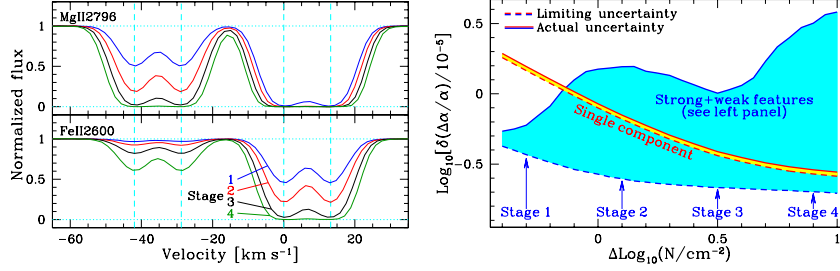 MgII2796
1
0.5
0
FeII2600
1
0.5
0
1
2
Stage 3
4
Normalized flux
−60 −40 −20 0 20
Velocity [km s⁻¹]
Limiting uncertainty
Actual uncertainty
Strong+weak features
(see left panel)
Single component
0.5
0
−0.5
Log₁₀[δ(Δα/α)/10⁻⁵]
Stage 1 Stage 2 Stage 3 Stage 4
0 0.5 1
ΔLog₁₀(N/cm⁻²)